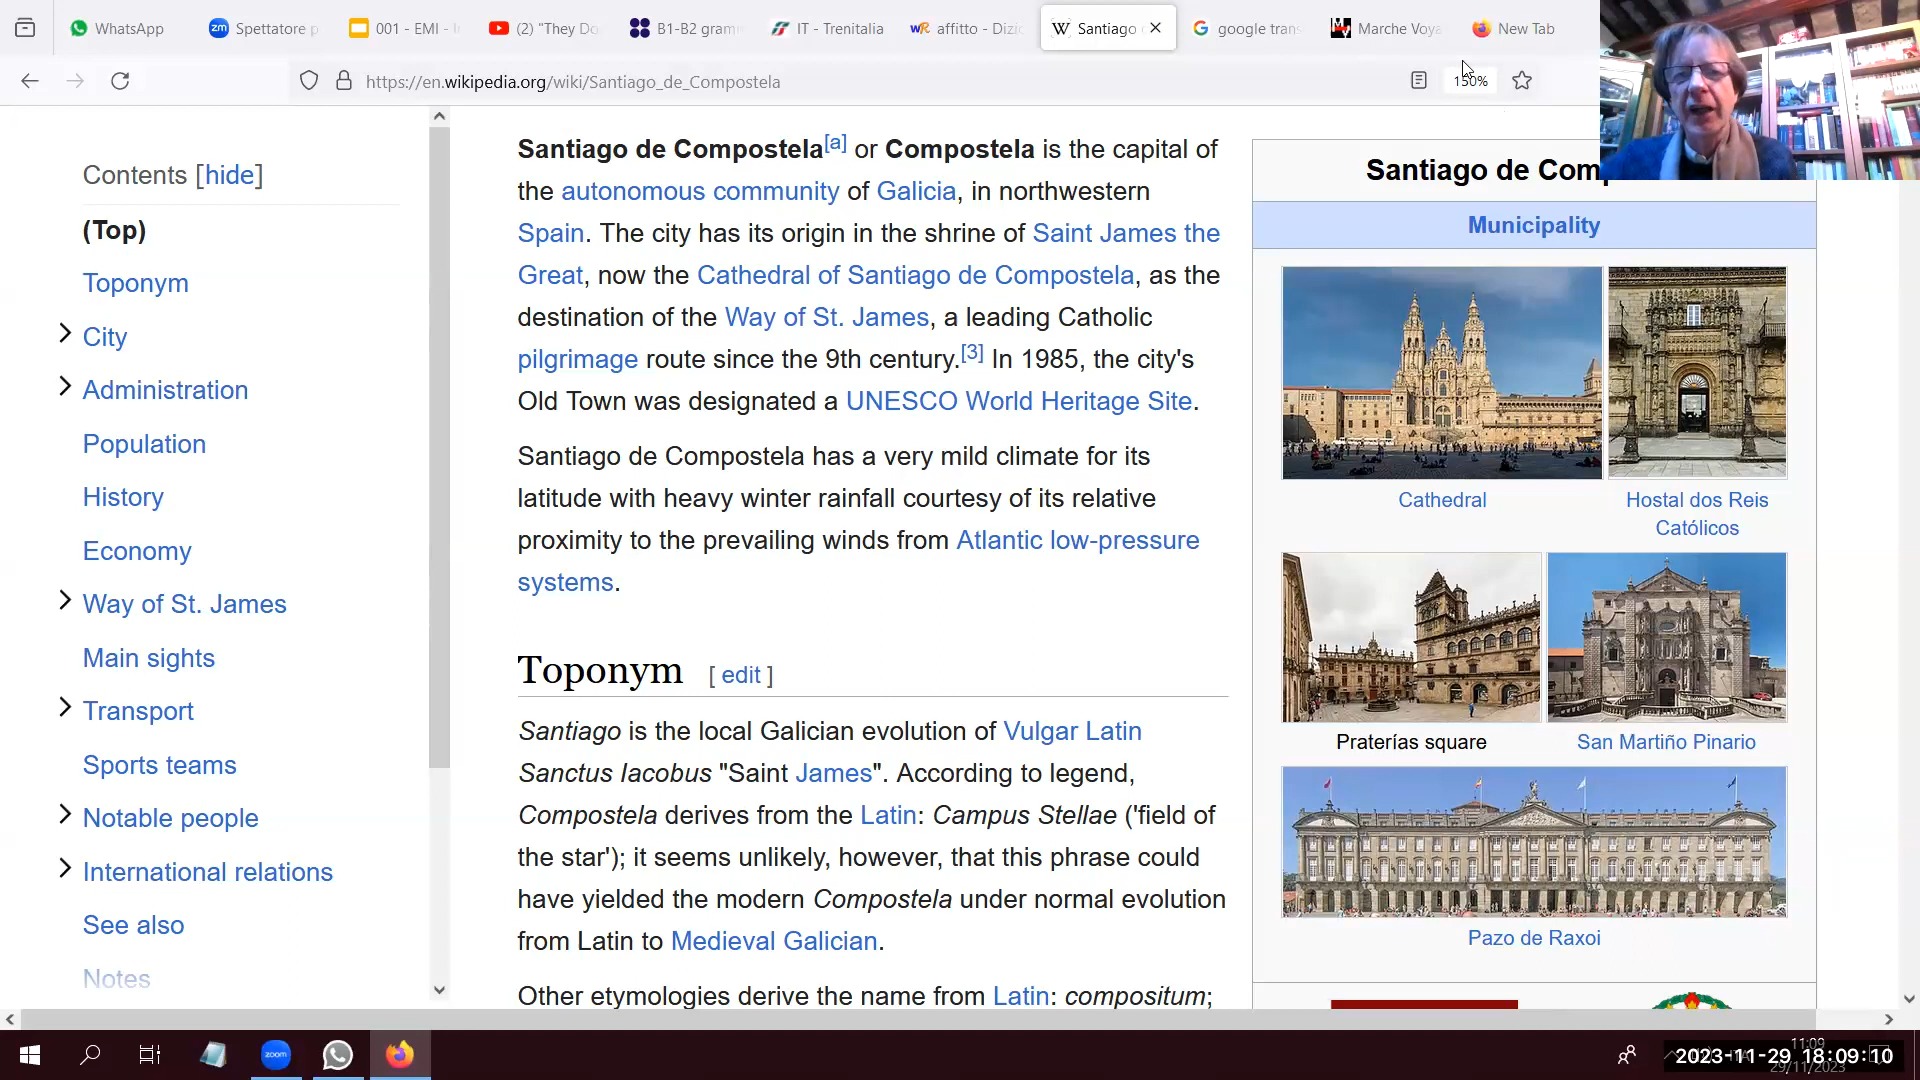 WhatsApp
zm Spettatore p
001 - EMI - I
(2) "They Do
B1-B2 gram
IT - Trenitalia
wR affitto - Dizio
W Santiago
google trans
Marche Voya
New Tab
https://en.wikipedia.org/wiki/Santiago_de_Compostela
150%
Contents [hide]
(Top)
Toponym
City
Administration
Population
History
Economy
Way of St. James
Main sights
Transport
Sports teams
Notable people
International relations
See also
Notes
Santiago de Compostela[a] or Compostela is the capital of
the autonomous community of Galicia, in northwestern
Spain. The city has its origin in the shrine of Saint James the
Great, now the Cathedral of Santiago de Compostela, as the
destination of the Way of St. James, a leading Catholic
pilgrimage route since the 9th century.[3] In 1985, the city's
Old Town was designated a UNESCO World Heritage Site.
Santiago de Compostela has a very mild climate for its
latitude with heavy winter rainfall courtesy of its relative
proximity to the prevailing winds from Atlantic low-pressure
systems.
Toponym [ edit ]
Santiago is the local Galician evolution of Vulgar Latin
Sanctus Iacobus "Saint James". According to legend,
Compostela derives from the Latin: Campus Stellae ('field of
the star'); it seems unlikely, however, that this phrase could
have yielded the modern Compostela under normal evolution
from Latin to Medieval Galician.
Other etymologies derive the name from Latin: compositum;
Santiago de Com
Municipality
Cathedral
Hostal dos Reis
Católicos
Praterías square
San Martiño Pinario
Pazo de Raxoi
zoom
11:09
2023-11-29 18:09:10
29/11/2023